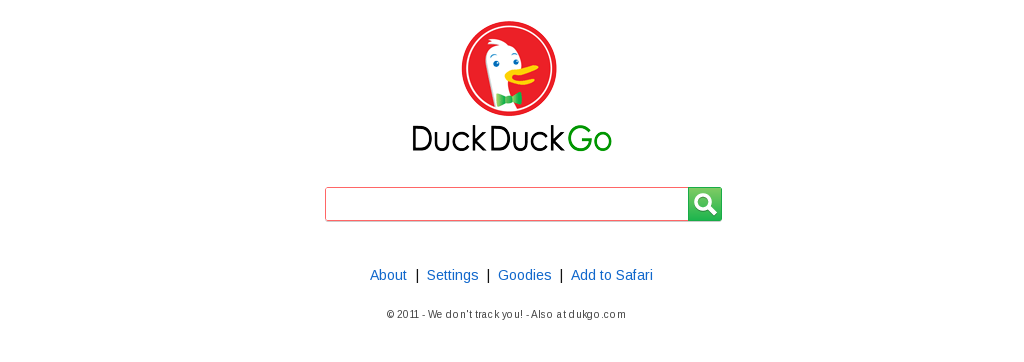 DuckDuckGo
About | Settings | Goodies | Add to Safari
© 2011 - We don't track you! - Also at dukgo.com